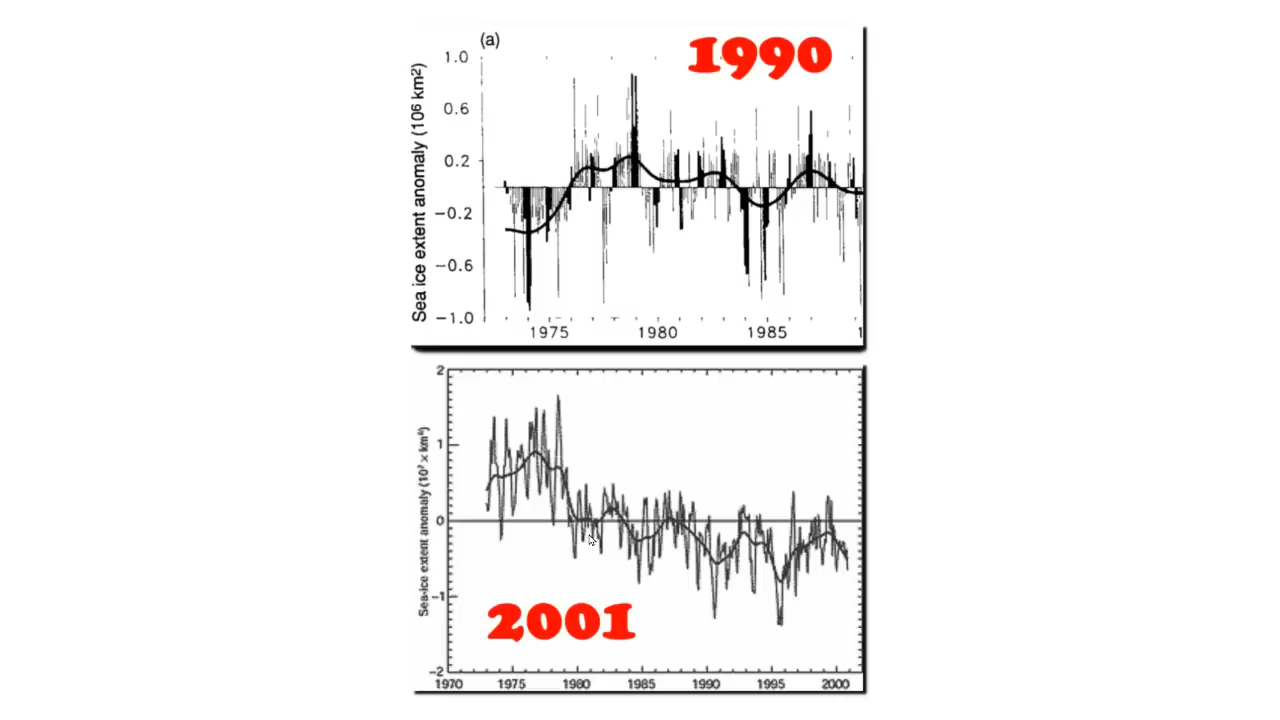 (a)
1990
Sea ice extent anomaly (10⁶ km²)
1.0
0.6
0.2
−0.2
−0.6
−1.0
1975 1980 1985 1
Sea-ice extent anomaly
2
1
0
−1
−2
2001
1970 1975 1980 1985 1990 1995 2000